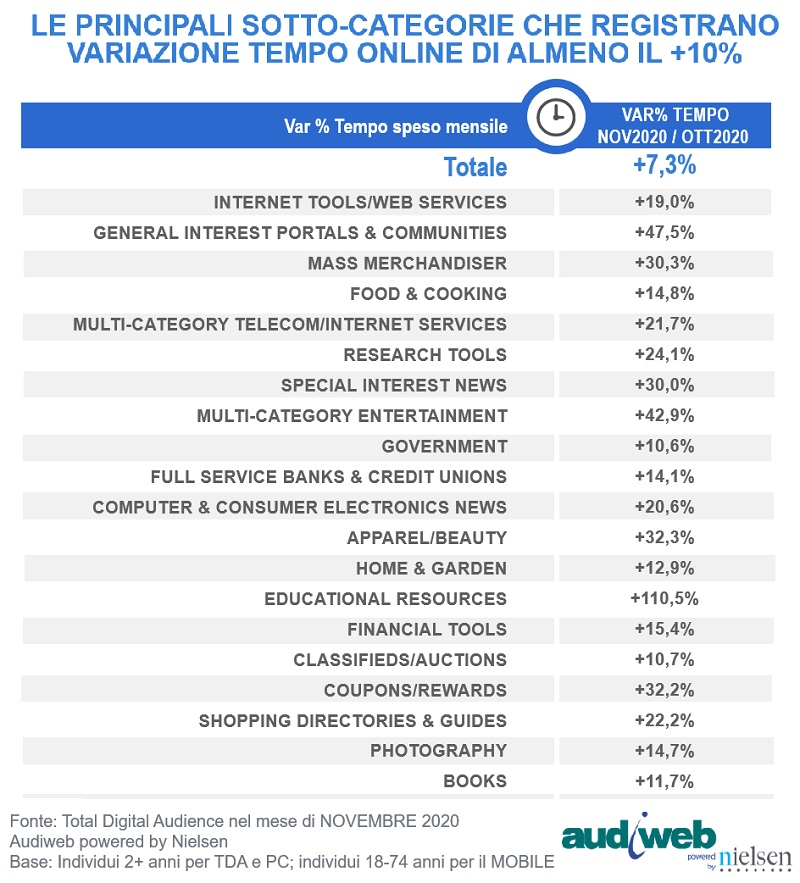 LE PRINCIPALI SOTTO-CATEGORIE CHE REGISTRANO
VARIAZIONE TEMPO ONLINE DI ALMENO IL +10%
Var % Tempo speso mensile
VAR% TEMPO
NOV2020 / OTT2020
Totale +7,3%
INTERNET TOOLS/WEB SERVICES +19,0%
GENERAL INTEREST PORTALS & COMMUNITIES +47,5%
MASS MERCHANDISER +30,3%
FOOD & COOKING +14,8%
MULTI-CATEGORY TELECOM/INTERNET SERVICES +21,7%
RESEARCH TOOLS +24,1%
SPECIAL INTEREST NEWS +30,0%
MULTI-CATEGORY ENTERTAINMENT +42,9%
GOVERNMENT +10,6%
FULL SERVICE BANKS & CREDIT UNIONS +14,1%
COMPUTER & CONSUMER ELECTRONICS NEWS +20,6%
APPAREL/BEAUTY +32,3%
HOME & GARDEN +12,9%
EDUCATIONAL RESOURCES +110,5%
FINANCIAL TOOLS +15,4%
CLASSIFIEDS/AUCTIONS +10,7%
COUPONS/REWARDS +32,2%
SHOPPING DIRECTORIES & GUIDES +22,2%
PHOTOGRAPHY +14,7%
BOOKS +11,7%
Fonte: Total Digital Audience nel mese di NOVEMBRE 2020
Audiweb powered by Nielsen
Base: Individui 2+ anni per TDA e PC; individui 18-74 anni per il MOBILE
audiweb
powered by nielsen